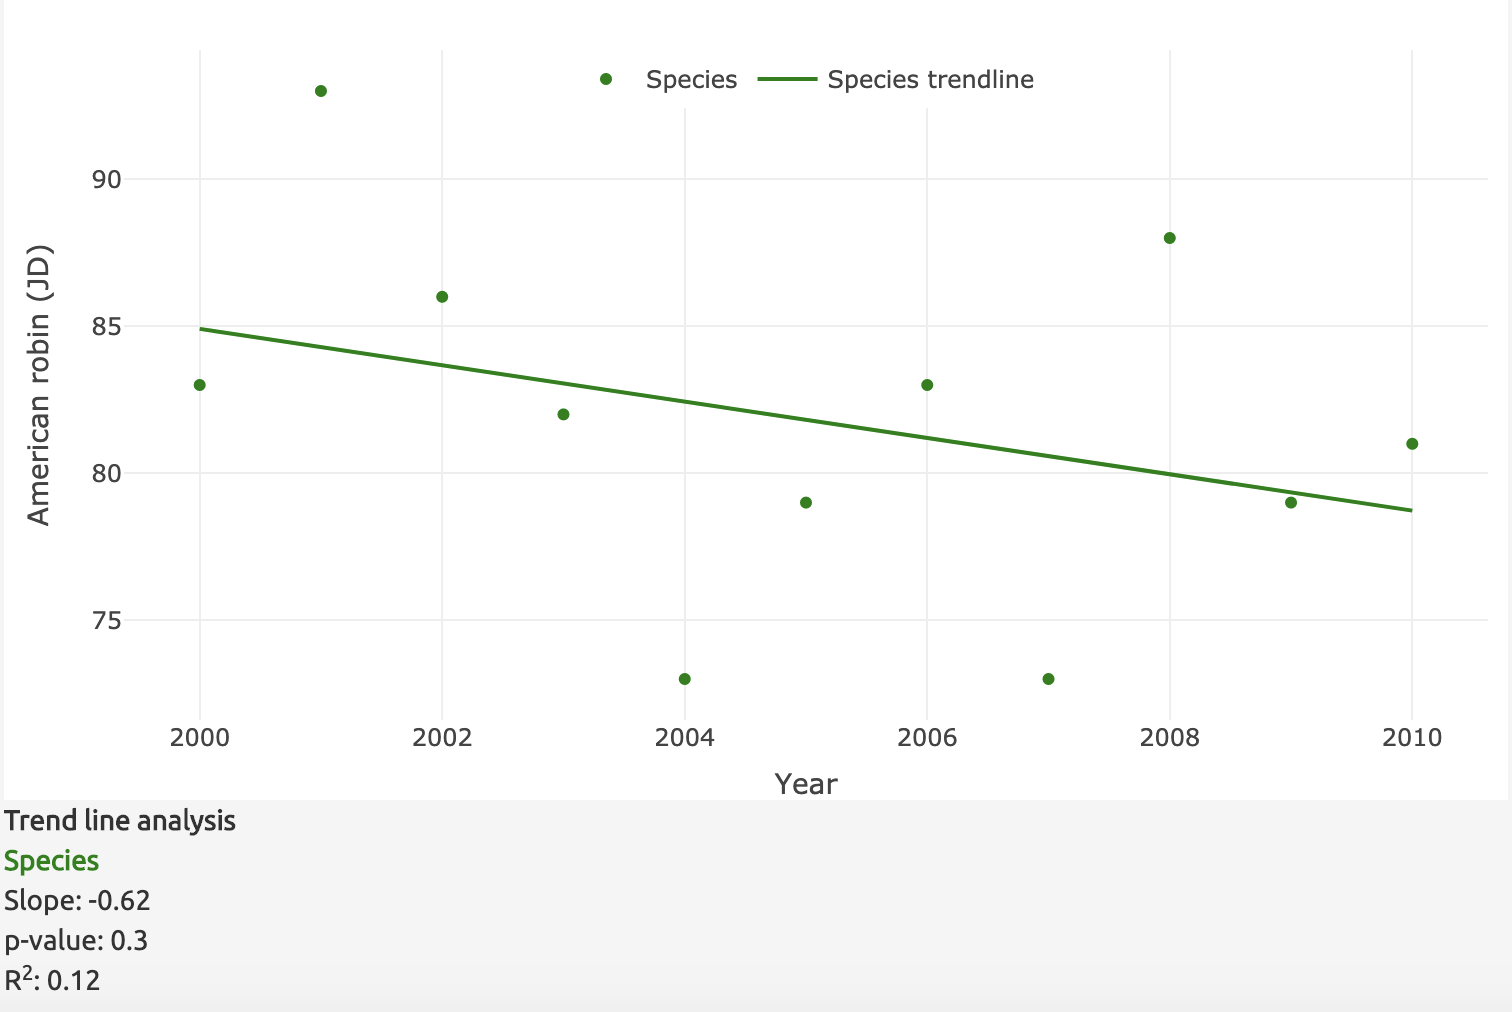 Species Species trendline
90
85
80
75
American robin (JD)
2000 2002 2004 2006 2008 2010
Year
Trend line analysis
Species
Slope: -0.62
p-value: 0.3
R²: 0.12